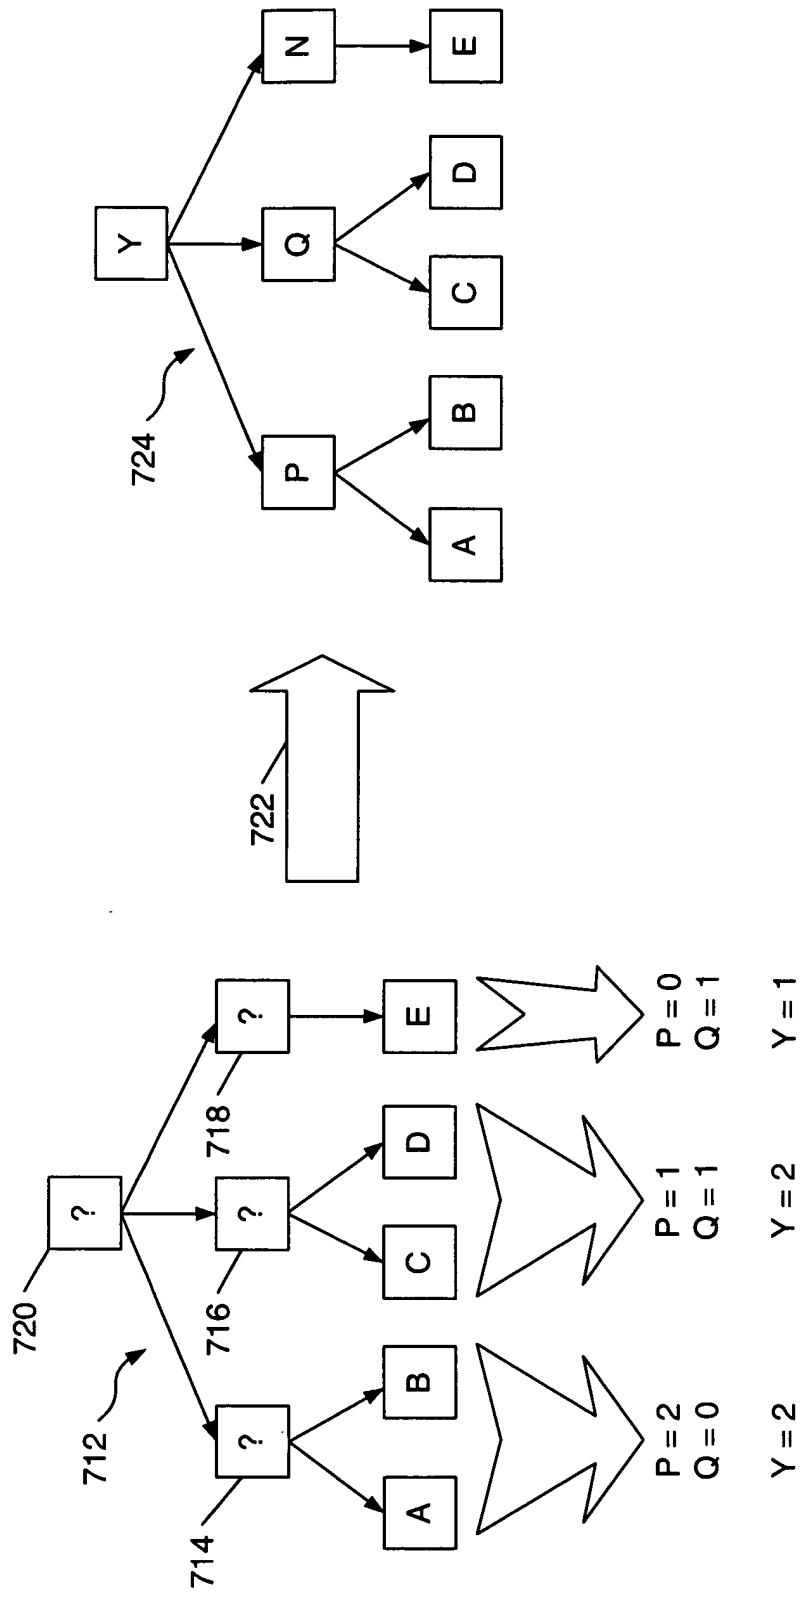 720
?
712
714
?
716
?
718
?
A
B
C
D
E
P = 2
Q = 0
Y = 2
P = 1
Q = 1
Y = 2
P = 0
Q = 1
Y = 1
722
724
Y
P
Q
N
A
B
C
D
E